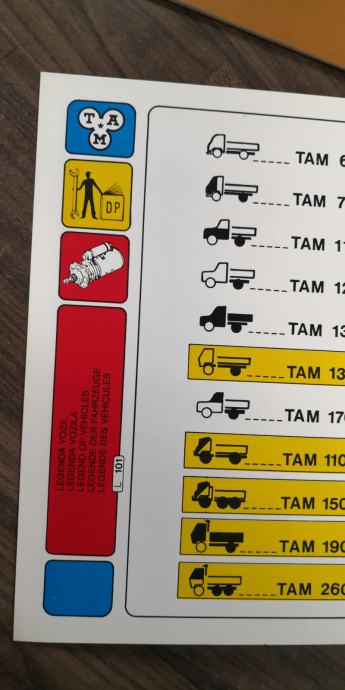 T A
M
DP
LEGENDA VOZIL
LEGENDA VOZILA
LEGEND OF VEHICLES
LEGENDE DER FAHRZEUGE
LEGENDE DES VEHICULES
L 101
TAM 6
TAM 7
TAM 11
TAM 12
TAM 13
TAM 13
TAM 170
TAM 110
TAM 150
TAM 190
TAM 260